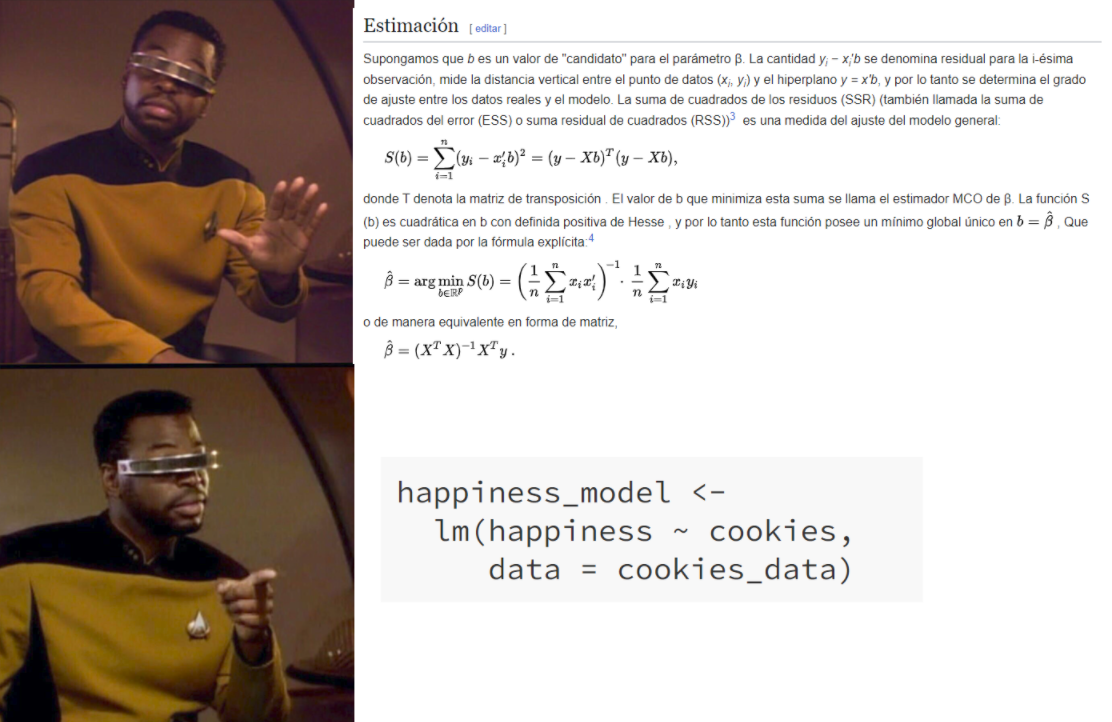 Estimación [ editar ]
Supongamos que b es un valor de "candidato" para el parámetro β. La cantidad yᵢ − xᵢ'b se denomina residual para la i-ésima
observación, mide la distancia vertical entre el punto de datos (xᵢ, yᵢ) y el hiperplano y = x'b, y por lo tanto se determina el grado
de ajuste entre los datos reales y el modelo. La suma de cuadrados de los residuos (SSR) (también llamada la suma de
cuadrados del error (ESS) o suma residual de cuadrados (RSS))³ es una medida del ajuste del modelo general:
S(b) = ∑ᵢ₌₁ⁿ (yᵢ − x′ᵢb)² = (y − Xb)ᵀ(y − Xb),
donde T denota la matriz de transposición . El valor de b que minimiza esta suma se llama el estimador MCO de β. La función S
(b) es cuadrática en b con definida positiva de Hesse , y por lo tanto esta función posee un mínimo global único en b = β̂ , Que
puede ser dada por la fórmula explícita:⁴
β̂ = arg min_{b∈ℝᵖ} S(b) = (1/n ∑ᵢ₌₁ⁿ xᵢx′ᵢ)⁻¹ · 1/n ∑ᵢ₌₁ⁿ xᵢyᵢ
o de manera equivalente en forma de matriz,
β̂ = (XᵀX)⁻¹Xᵀy .
happiness_model <-
lm(happiness ~ cookies,
data = cookies_data)